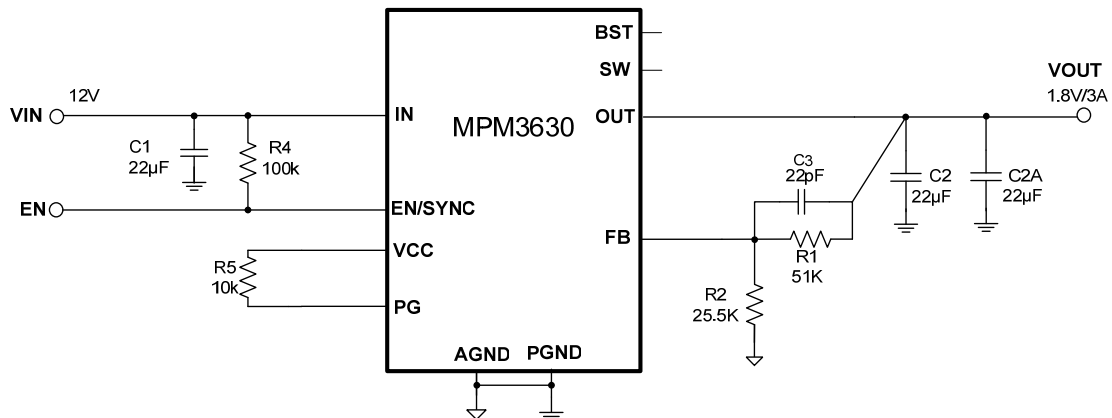 BST
SW
VOUT
1.8V/3A
12V
VIN
IN
MPM3630
OUT
C1
22µF
R4
100k
C3
22pF
C2
22µF
C2A
22µF
EN
EN/SYNC
FB
VCC
R1
51K
R5
10k
R2
25.5K
PG
AGND
PGND